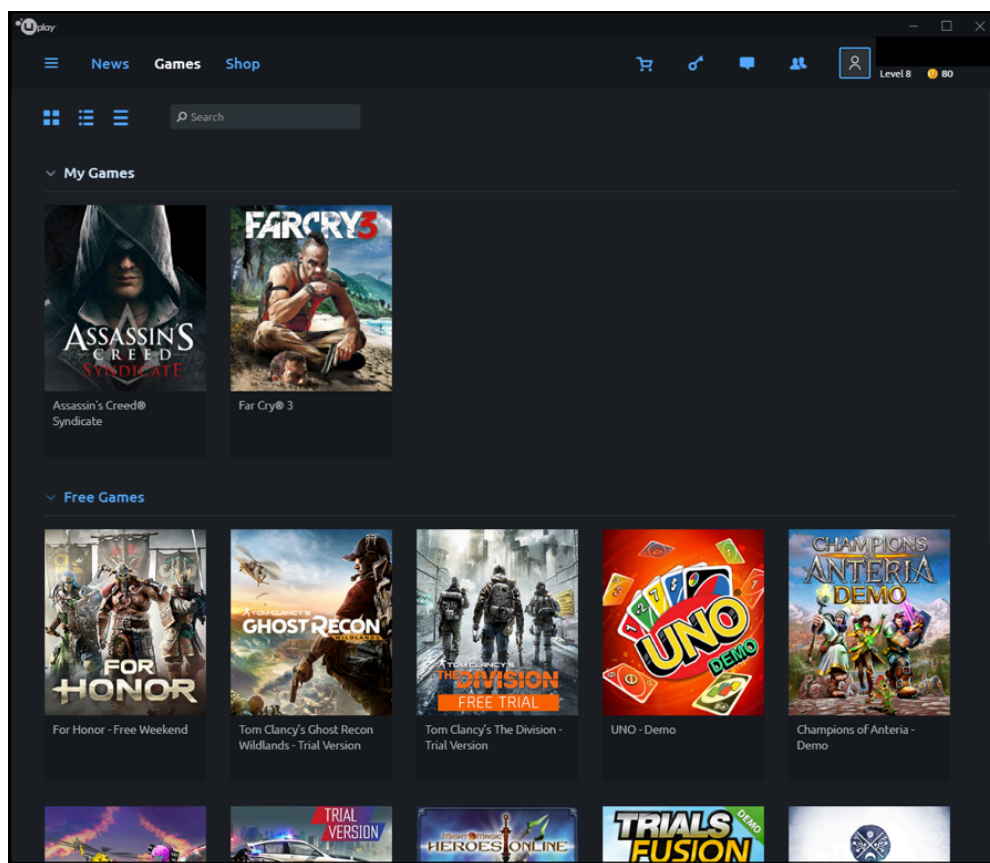 Uplay
News Games Shop
Level 8 80
Search
My Games
FARCRY3
ASSASSIN'S
CREED
SYNDICATE
Assassin's Creed®
Syndicate
Far Cry® 3
Free Games
FOR
HONOR
TOM CLANCY'S
GHOST RECON
WILDLANDS
TOM CLANCY'S
THE DIVISION
FREE TRIAL
UNO
DEMO
CHAMPIONS
OF
ANTERIA
DEMO
For Honor - Free Weekend
Tom Clancy's Ghost Recon
Wildlands - Trial Version
Tom Clancy's The Division -
Trial Version
UNO - Demo
Champions of Anteria -
Demo
TRIAL
VERSION
MIGHT & MAGIC
HEROES ONLINE
TRIALS
FUSION
DEMO